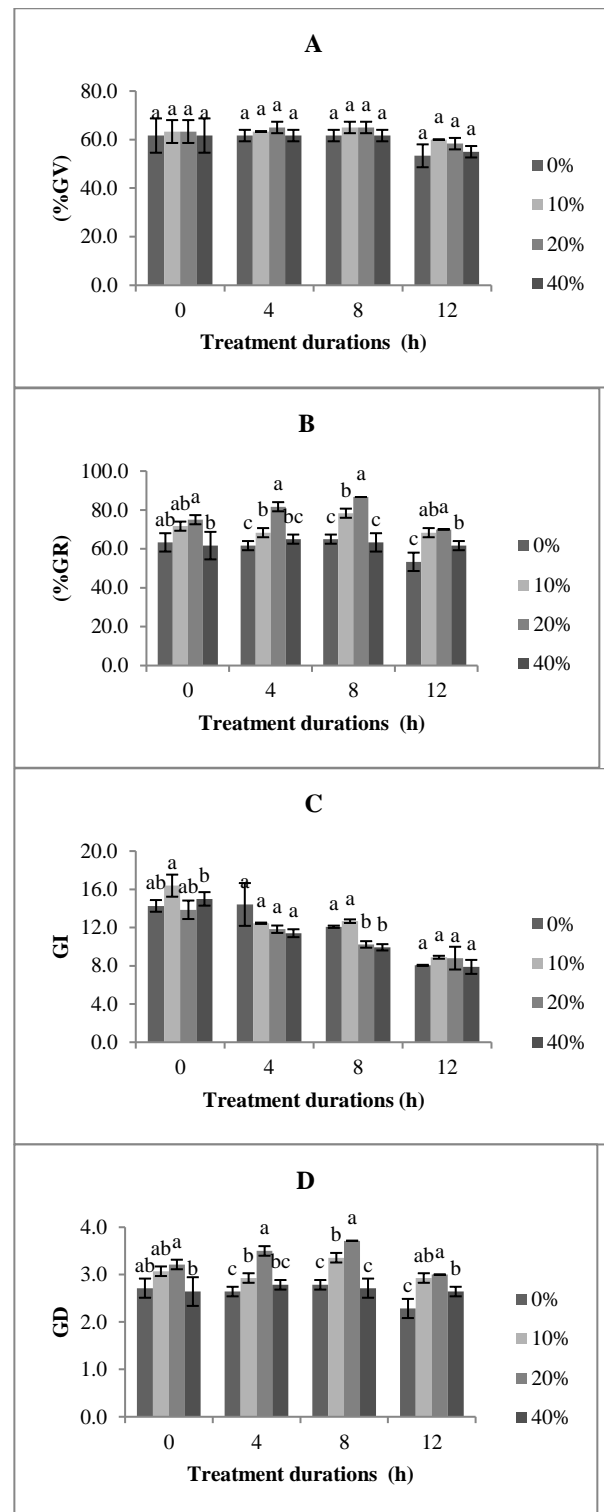 A
80.0
60.0
40.0
20.0
0.0
(%GV)
a a a a
a a a a
a a a a
a a a a
0 4 8 12
Treatment durations (h)
0%
10%
20%
40%
B
100.0
80.0
60.0
40.0
20.0
0.0
(%GR)
ab ab a b
c b a bc
c b a c
c ab a b
0 4 8 12
Treatment durations (h)
0%
10%
20%
40%
C
20.0
16.0
12.0
8.0
4.0
0.0
GI
ab a ab b
a a a a
a a b b
a a a a
0 4 8 12
Treatment durations (h)
0%
10%
20%
40%
D
4.0
3.0
2.0
1.0
0.0
GD
ab ab a b
c b a bc
c b a c
c ab a b
0 4 8 12
Treatment durations (h)
0%
10%
20%
40%